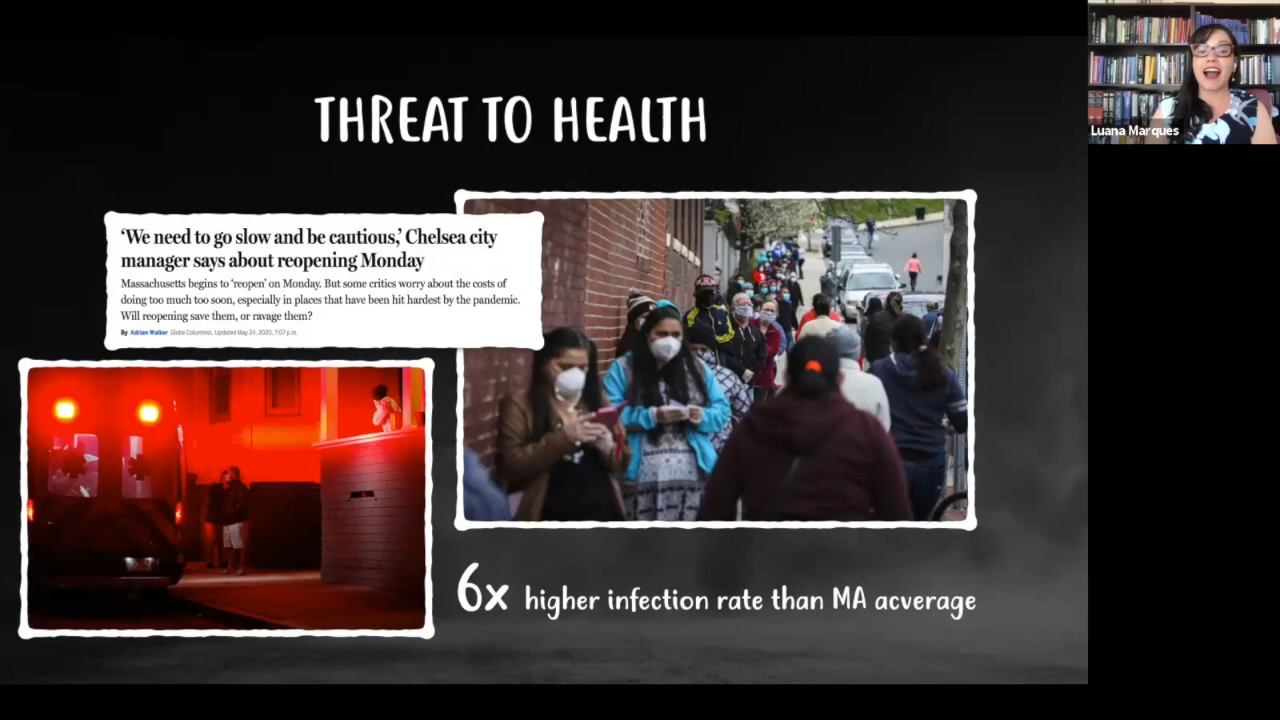 THREAT TO HEALTH
‘We need to go slow and be cautious,’ Chelsea city
manager says about reopening Monday
Massachusetts begins to ‘reopen’ on Monday. But some critics worry about the costs of
doing too much too soon, especially in places that have been hit hardest by the pandemic.
Will reopening save them, or ravage them?
By Adrian Walker Globe Columnist, Updated May 24, 2020, 7:07 p.m.
6x higher infection rate than MA acverage
Luana Marques